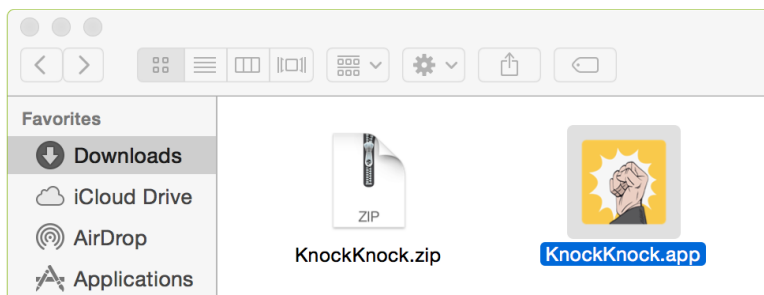 Favorites
Downloads
iCloud Drive
AirDrop
Applications
ZIP
KnockKnock.zip
KnockKnock.app